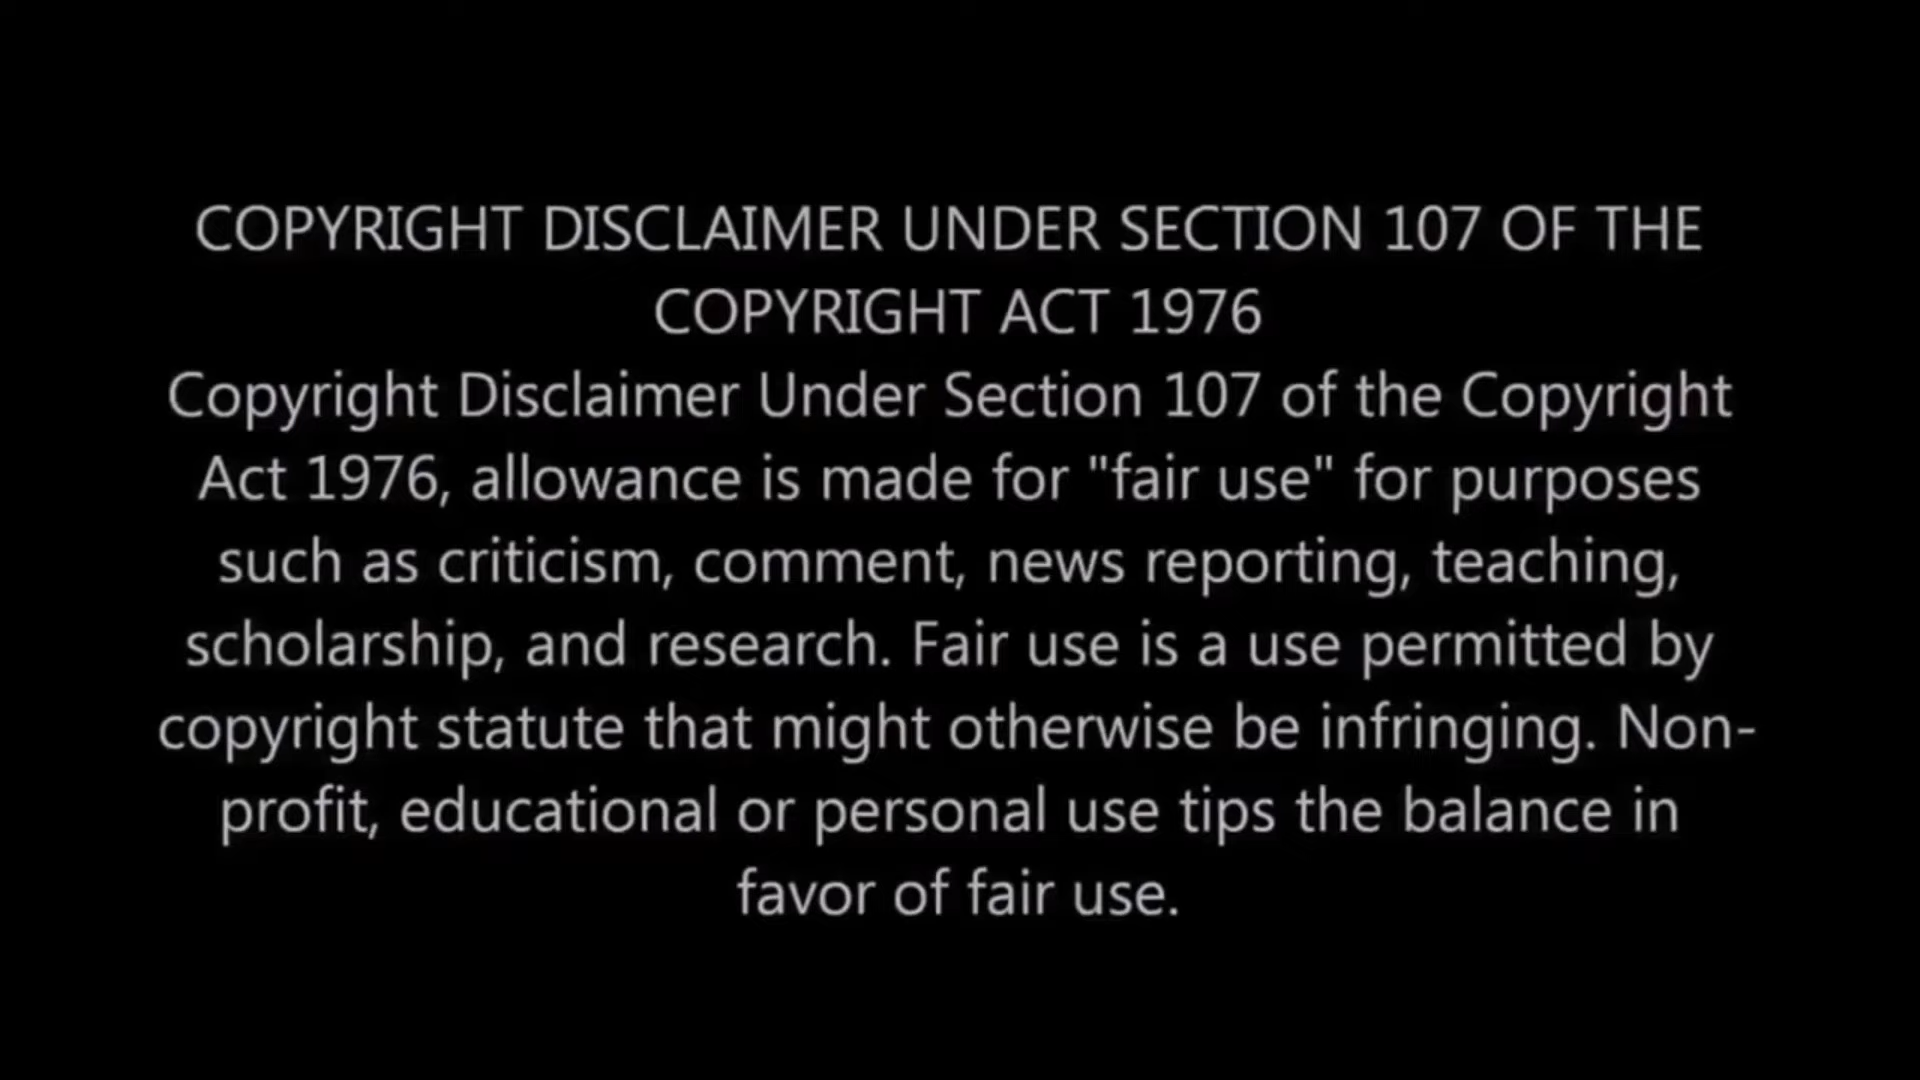 COPYRIGHT DISCLAIMER UNDER SECTION 107 OF THE
COPYRIGHT ACT 1976
Copyright Disclaimer Under Section 107 of the Copyright
Act 1976, allowance is made for "fair use" for purposes
such as criticism, comment, news reporting, teaching,
scholarship, and research. Fair use is a use permitted by
copyright statute that might otherwise be infringing. Non-
profit, educational or personal use tips the balance in
favor of fair use.